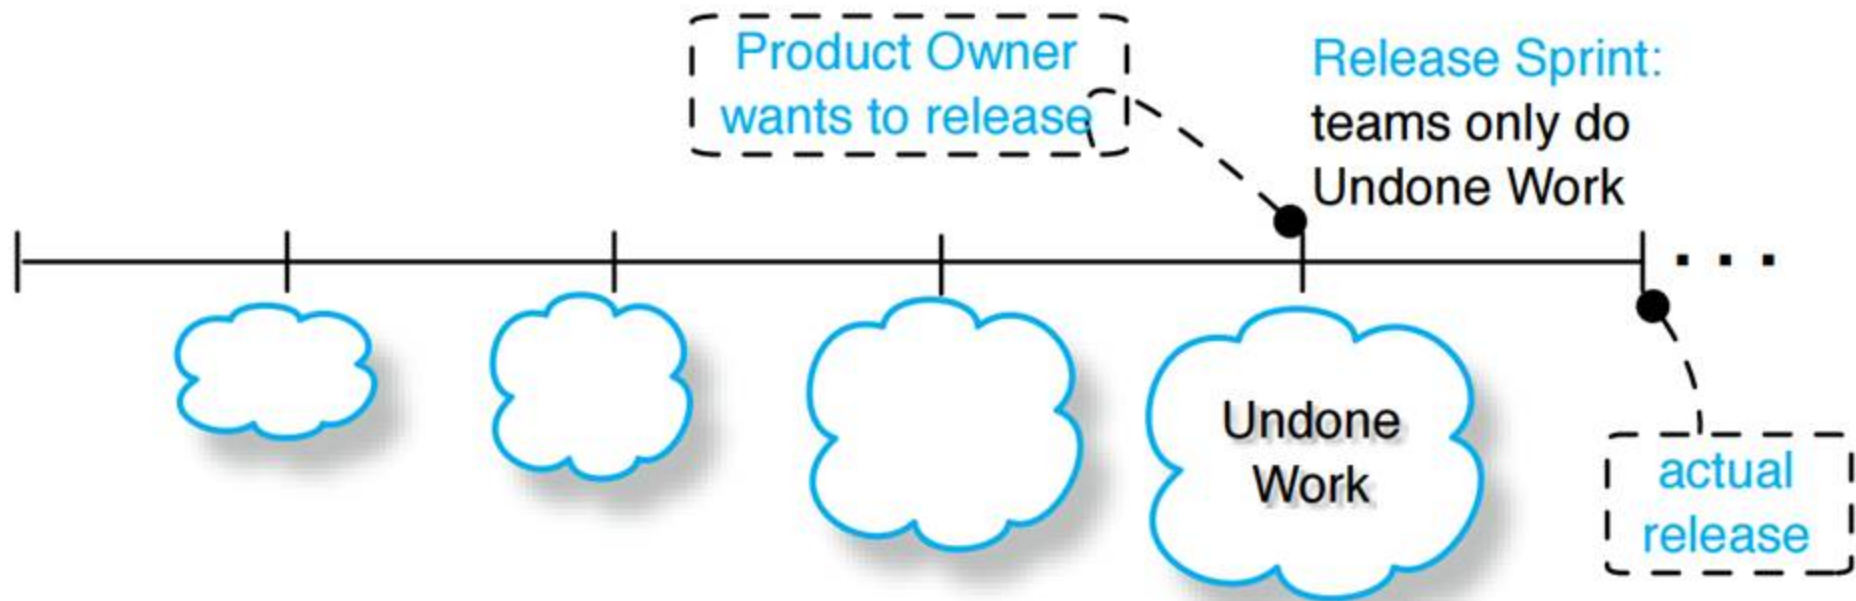 Product Owner
wants to release
Release Sprint:
teams only do
Undone Work
. . .
Undone
Work
actual
release